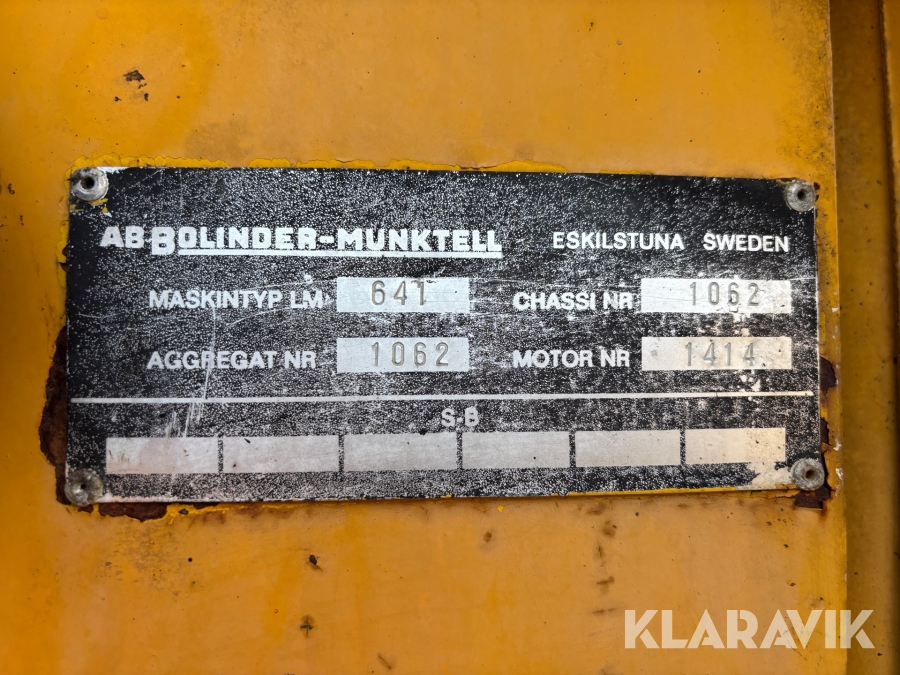 AB-BOLINDER-MUNKTELL ESKILSTUNA SWEDEN
MASKINTYP LM 641 CHASSI NR 1062
AGGREGAT NR 1062 MOTOR NR 1414
S-B
KLARAVIK